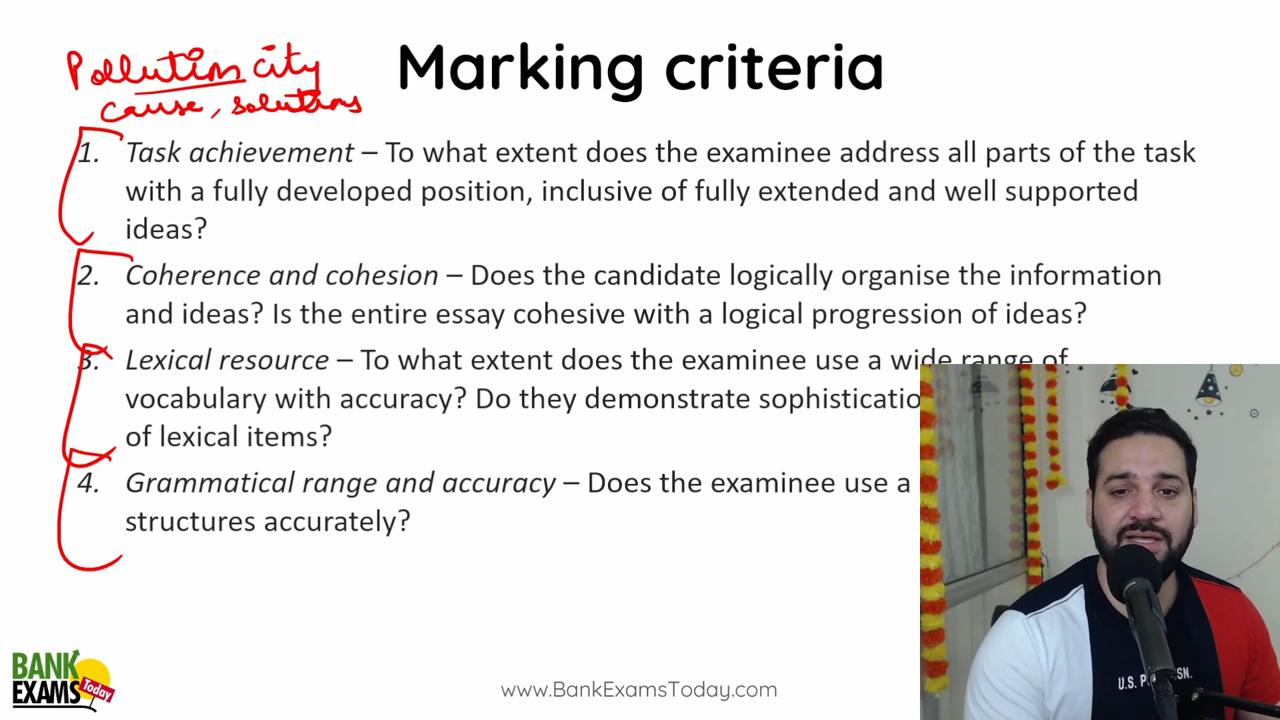 Pollution city
cause, solutions
Marking criteria
1. Task achievement – To what extent does the examinee address all parts of the task
with a fully developed position, inclusive of fully extended and well supported
ideas?
2. Coherence and cohesion – Does the candidate logically organise the information
and ideas? Is the entire essay cohesive with a logical progression of ideas?
3. Lexical resource – To what extent does the examinee use a wide range of
vocabulary with accuracy? Do they demonstrate
of lexical items?
4. Grammatical range and accuracy – Does the examinee use a
structures accurately?
U.S.
BANK
EXAMS
Today
www.BankExamsToday.com